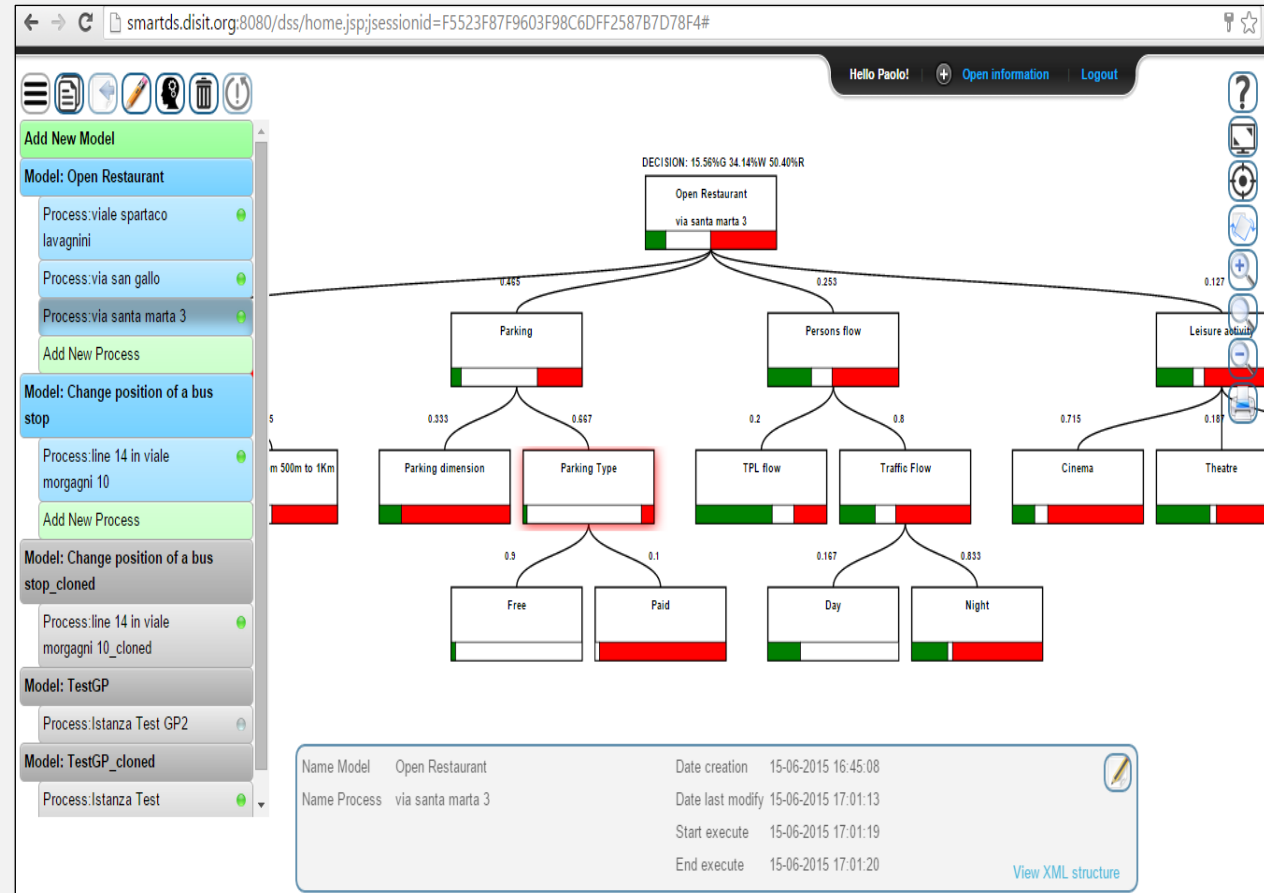 smartds.disit.org:8080/dss/home.jsp;jsessionid=F5523F87F9603F98C6DFF2587B7D78F4#
Hello Paolo!
Open information
Logout
Add New Model
Model: Open Restaurant
Process:viale spartaco
lavagnini
Process:via san gallo
Process:via santa marta 3
Add New Process
Model: Change position of a bus
stop
Process:line 14 in viale
morgagni 10
Add New Process
Model: Change position of a bus
stop_cloned
Process:line 14 in viale
morgagni 10_cloned
Model: TestGP
Process:Istanza Test GP2
Model: TestGP_cloned
Process:Istanza Test
DECISION: 15.56%G 34.14%W 50.40%R
Open Restaurant
via santa marta 3
0.465
0.253
0.127
Parking
Persons flow
Leisure activity
5
0.333
0.667
0.2
0.8
0.715
0.187
m 500m to 1Km
Parking dimension
Parking Type
TPL flow
Traffic Flow
Cinema
Theatre
0.9
0.1
0.167
0.833
Free
Paid
Day
Night
Name Model Open Restaurant
Name Process via santa marta 3
Date creation 15-06-2015 16:45:08
Date last modify 15-06-2015 17:01:13
Start execute 15-06-2015 17:01:19
End execute 15-06-2015 17:01:20
View XML structure